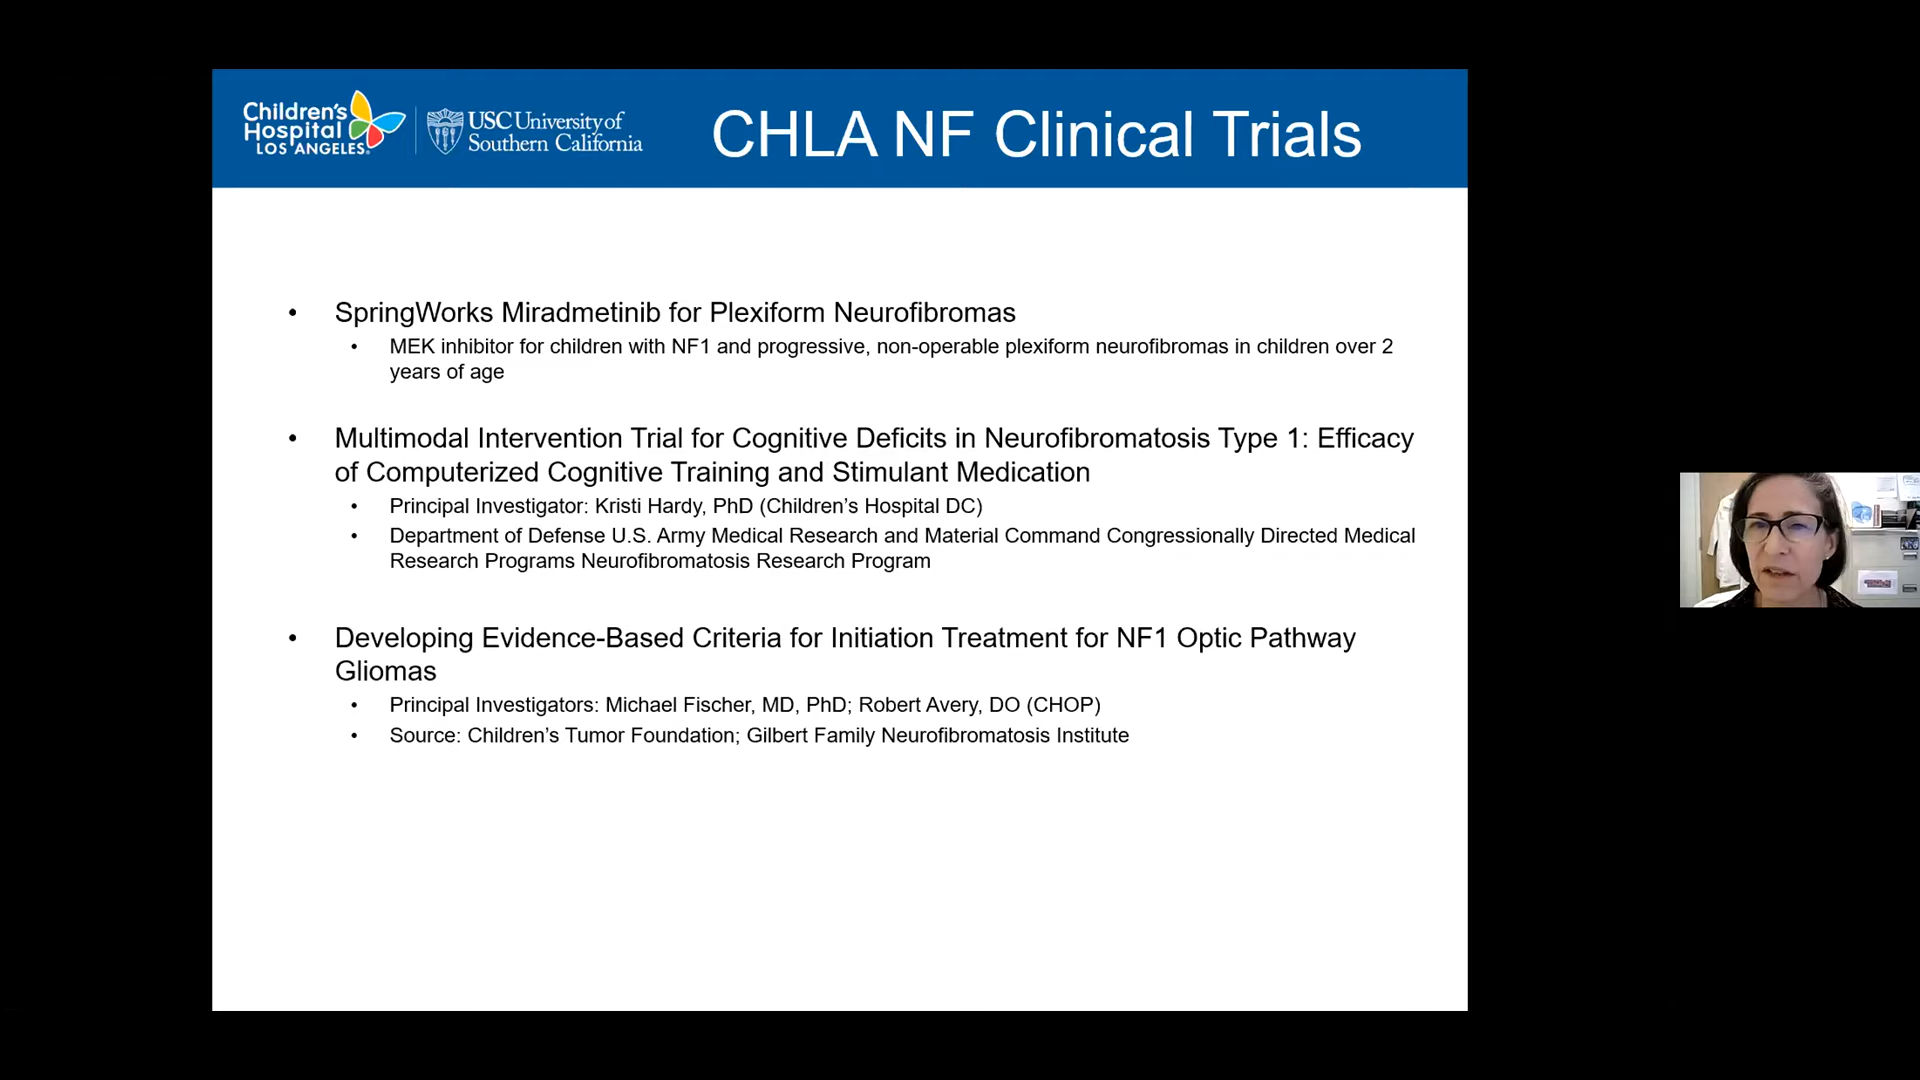 Children's
Hospital
LOS ANGELES®
USC University of
Southern California
CHLA NF Clinical Trials
• SpringWorks Miradmetinib for Plexiform Neurofibromas
• MEK inhibitor for children with NF1 and progressive, non-operable plexiform neurofibromas in children over 2
years of age
• Multimodal Intervention Trial for Cognitive Deficits in Neurofibromatosis Type 1: Efficacy
of Computerized Cognitive Training and Stimulant Medication
• Principal Investigator: Kristi Hardy, PhD (Children’s Hospital DC)
• Department of Defense U.S. Army Medical Research and Material Command Congressionally Directed Medical
Research Programs Neurofibromatosis Research Program
• Developing Evidence-Based Criteria for Initiation Treatment for NF1 Optic Pathway
Gliomas
• Principal Investigators: Michael Fischer, MD, PhD; Robert Avery, DO (CHOP)
• Source: Children’s Tumor Foundation; Gilbert Family Neurofibromatosis Institute